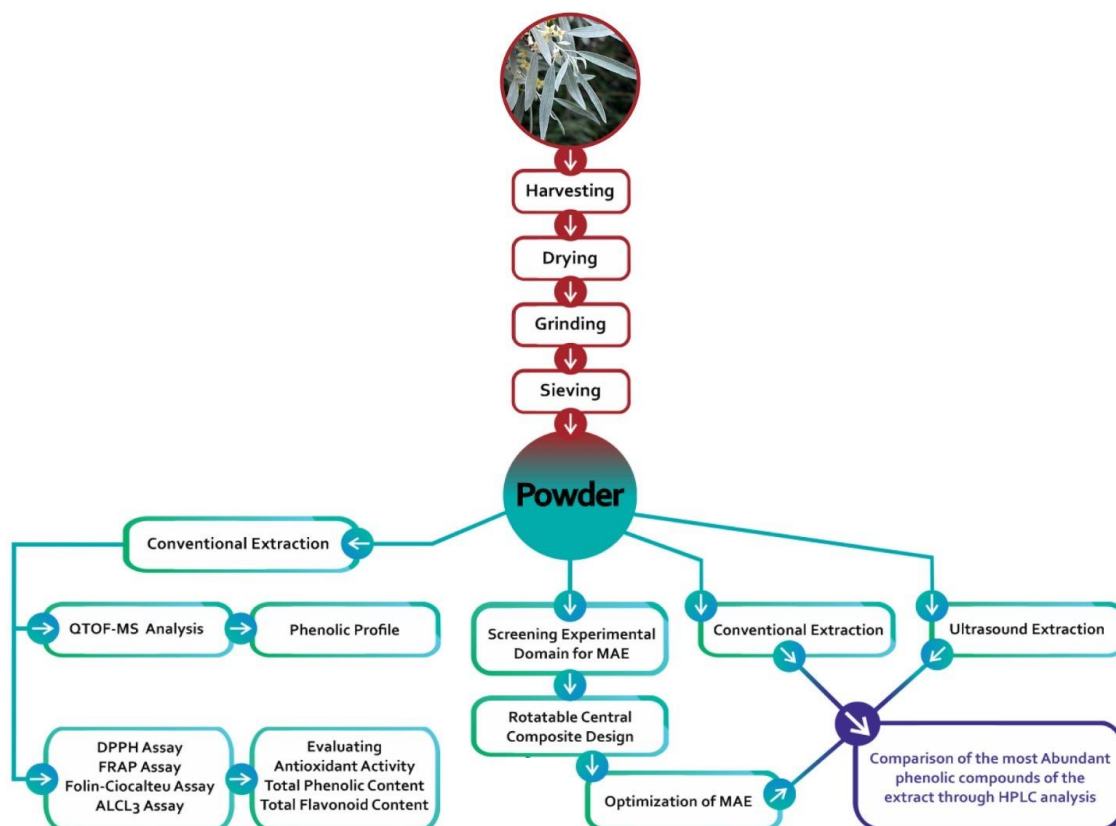 Harvesting
Drying
Grinding
Sieving
Powder
Conventional Extraction
QTOF-MS Analysis
Phenolic Profile
DPPH Assay
FRAP Assay
Folin-Ciocalteu Assay
ALCL3 Assay
Evaluating
Antioxidant Activity
Total Phenolic Content
Total Flavonoid Content
Screening Experimental
Domain for MAE
Rotatable Central
Composite Design
Optimization of MAE
Conventional Extraction
Ultrasound Extraction
Comparison of the most Abundant
phenolic compounds of the
extract through HPLC analysis